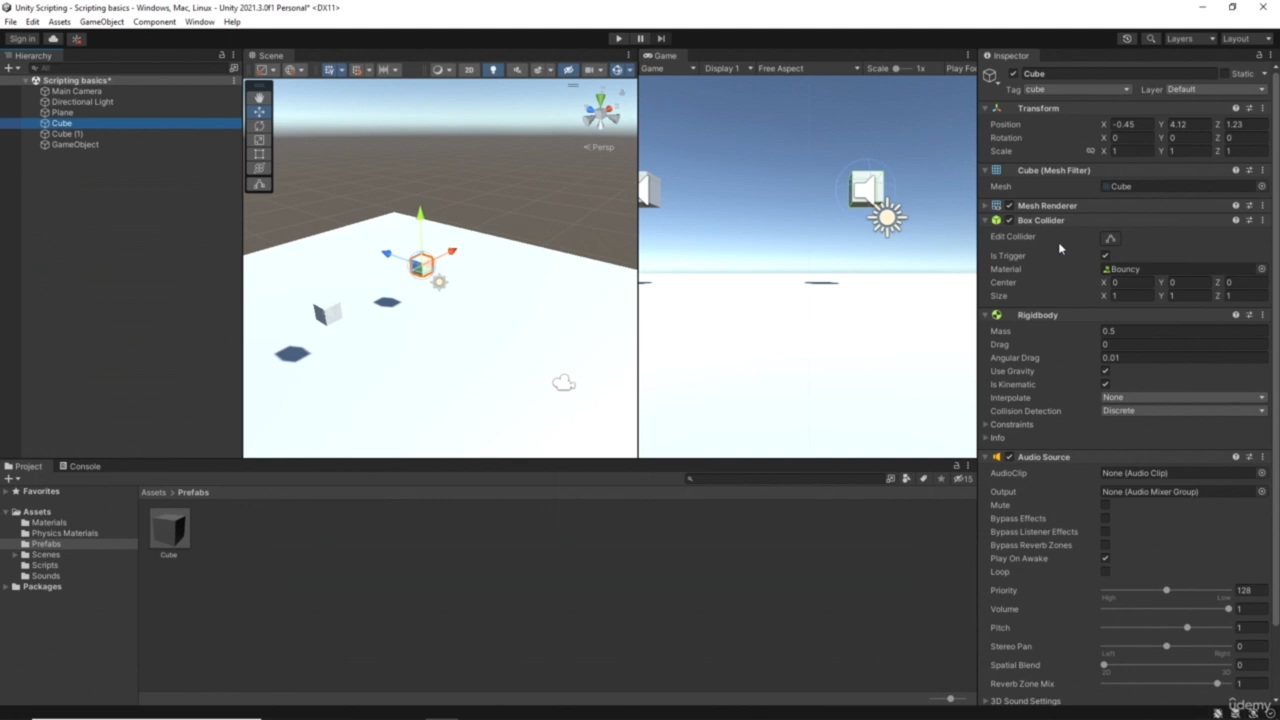 Unity Scripting - Scripting basics - Windows, Mac, Linux - Unity 2021.3.0f1 Personal* <DX11>
File Edit Assets GameObject Component Window Help
Sign in Layers Layout
Hierarchy Scene Game Inspector
All 2D Game Display 1 Free Aspect Scale 1x Play Fo
Scripting basics*
Main Camera
Directional Light
Plane
Cube
Cube (1)
GameObject
Persp
Cube Static
Tag cube Layer Default
Transform
Position X -0.45 Y 4.12 Z 1.23
Rotation X 0 Y 0 Z 0
Scale X 1 Y 1 Z 1
Cube (Mesh Filter)
Mesh Cube
Mesh Renderer
Box Collider
Edit Collider
Is Trigger
Material Bouncy
Center X 0 Y 0 Z 0
Size X 1 Y 1 Z 1
Rigidbody
Mass 0.5
Drag 0
Angular Drag 0.01
Use Gravity
Is Kinematic
Interpolate None
Collision Detection Discrete
Constraints
Info
Audio Source
AudioClip None (Audio Clip)
Output None (Audio Mixer Group)
Mute
Bypass Effects
Bypass Listener Effects
Bypass Reverb Zones
Play On Awake
Loop
Priority 128
High Low
Volume 1
Pitch 1
Stereo Pan 0
Left Right
Spatial Blend 0
2D 3D
Reverb Zone Mix 1
3D Sound Settings
Project Console
15
Favorites
Assets
Materials
Physics Materials
Prefabs
Scenes
Scripts
Sounds
Packages
Assets > Prefabs
Cube
udemy